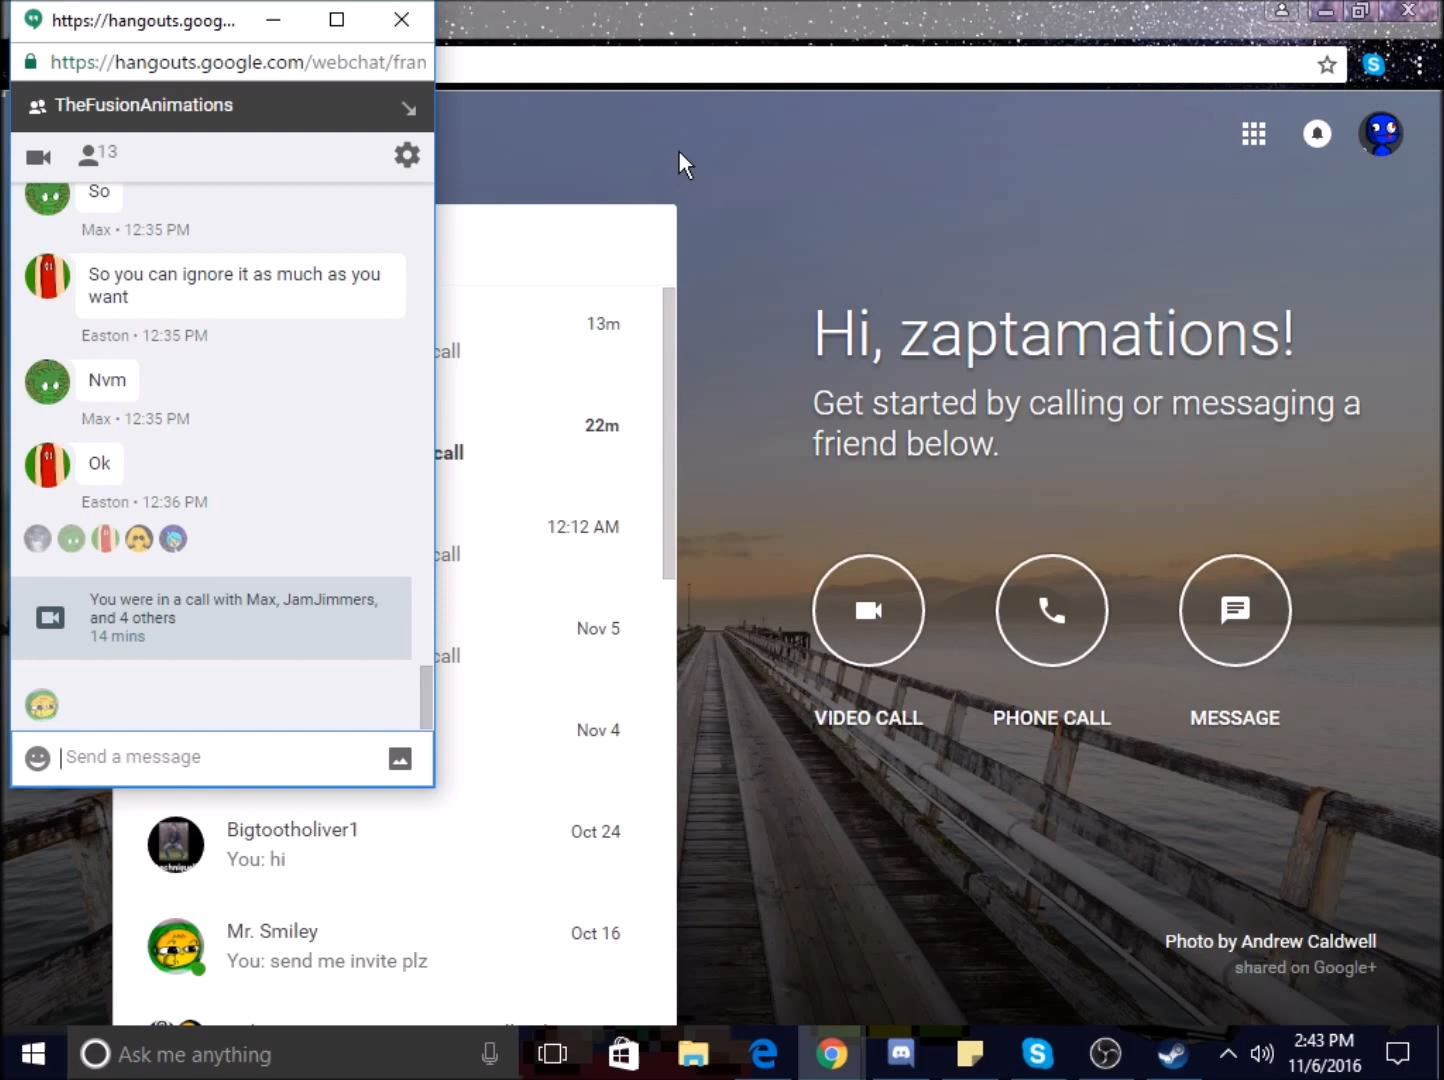 https://hangouts.goog...
https://hangouts.google.com/webchat/fran
TheFusionAnimations
13
So
Max • 12:35 PM
So you can ignore it as much as you
want
Easton • 12:35 PM
Nvm
Max • 12:35 PM
Ok
Easton • 12:36 PM
You were in a call with Max, JamJimmers,
and 4 others
14 mins
Send a message
13m
call
22m
call
12:12 AM
call
Nov 5
call
Nov 4
Bigtootholiver1
Oct 24
You: hi
Mr. Smiley
Oct 16
You: send me invite plz
Hi, zaptamations!
Get started by calling or messaging a
friend below.
VIDEO CALL
PHONE CALL
MESSAGE
Photo by Andrew Caldwell
shared on Google+
Ask me anything
2:43 PM
11/6/2016